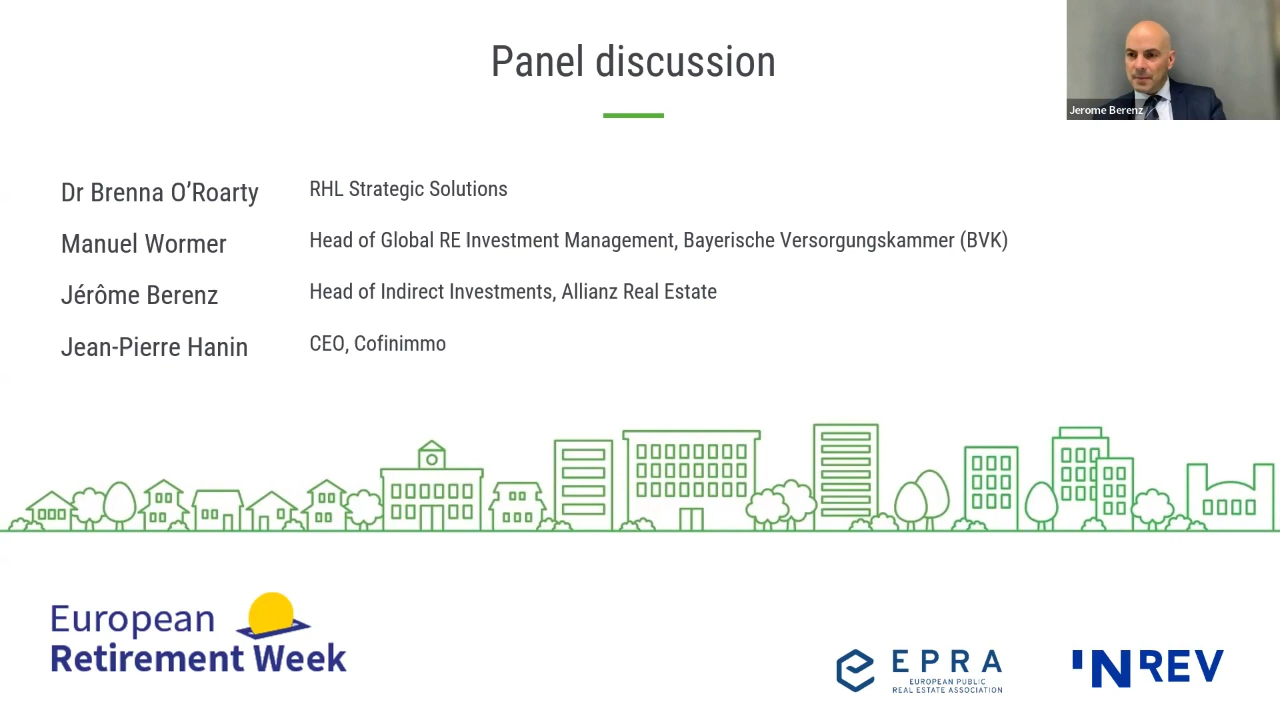 Panel discussion
Jerome Berenz
Dr Brenna O’Roarty
RHL Strategic Solutions
Manuel Wormer
Head of Global RE Investment Management, Bayerische Versorgungskammer (BVK)
Jérôme Berenz
Head of Indirect Investments, Allianz Real Estate
Jean-Pierre Hanin
CEO, Cofinimmo
European
Retirement Week
EPRA
EUROPEAN PUBLIC
REAL ESTATE ASSOCIATION
INREV